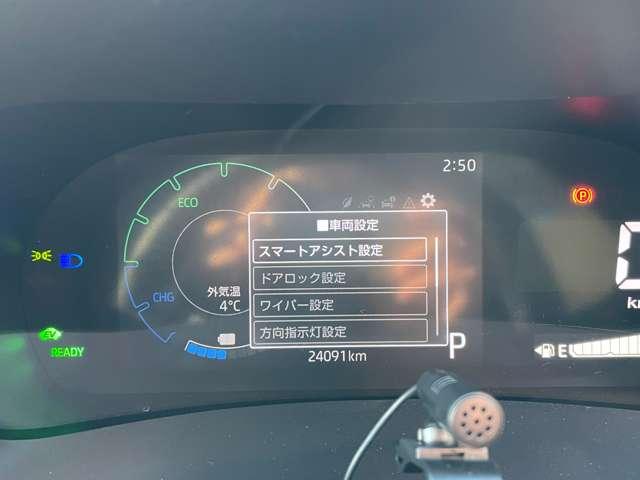 2:50
ECO
■車両設定
スマートアシスト設定
外気温
ドアロック設定
CHG
4℃
ワイパー設定
方向指示灯設定
EV
READY
24091km
P
P
E